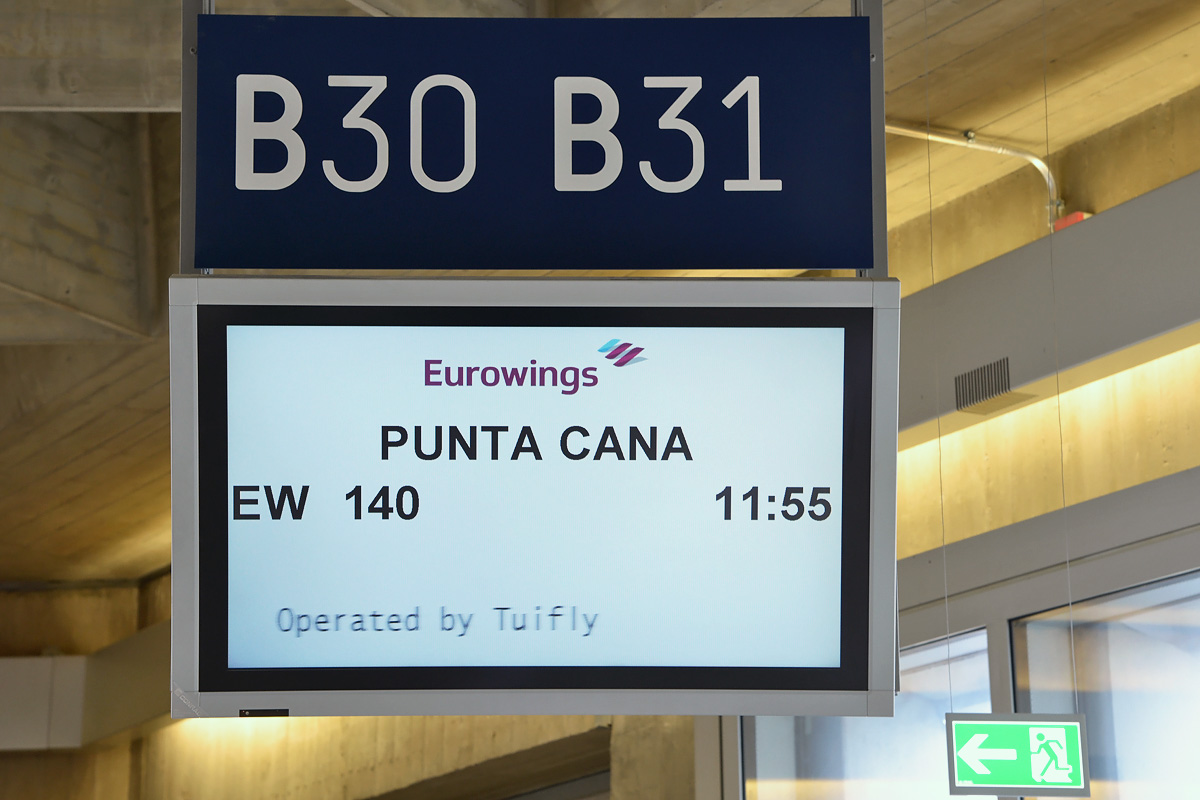 B30 B31
Eurowings
PUNTA CANA
EW 140 11:55
Operated by Tuifly